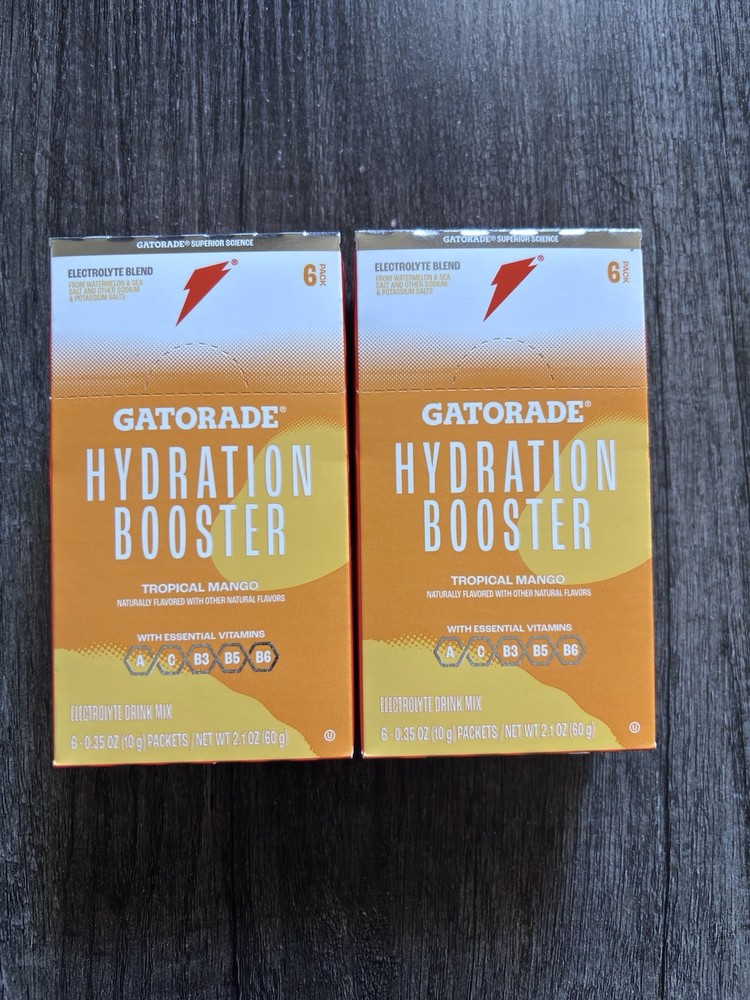 GATORADE® SUPERIOR SCIENCE
ELECTROLYTE BLEND
FROM WATERMELON & SEA
SALT AND OTHER SODIUM
& POTASSIUM SALTS
®
6 PACK
GATORADE®
HYDRATION
BOOSTER
TROPICAL MANGO
NATURALLY FLAVORED WITH OTHER NATURAL FLAVORS
WITH ESSENTIAL VITAMINS
A C B3 B5 B6
ELECTROLYTE DRINK MIX
6 - 0.35 OZ (10 g) PACKETS / NET WT 2.1 OZ (60 g)
U
GATORADE® SUPERIOR SCIENCE
ELECTROLYTE BLEND
FROM WATERMELON & SEA
SALT AND OTHER SODIUM
& POTASSIUM SALTS
®
6 PACK
GATORADE®
HYDRATION
BOOSTER
TROPICAL MANGO
NATURALLY FLAVORED WITH OTHER NATURAL FLAVORS
WITH ESSENTIAL VITAMINS
A C B3 B5 B6
ELECTROLYTE DRINK MIX
6 - 0.35 OZ (10 g) PACKETS / NET WT 2.1 OZ (60 g)
U